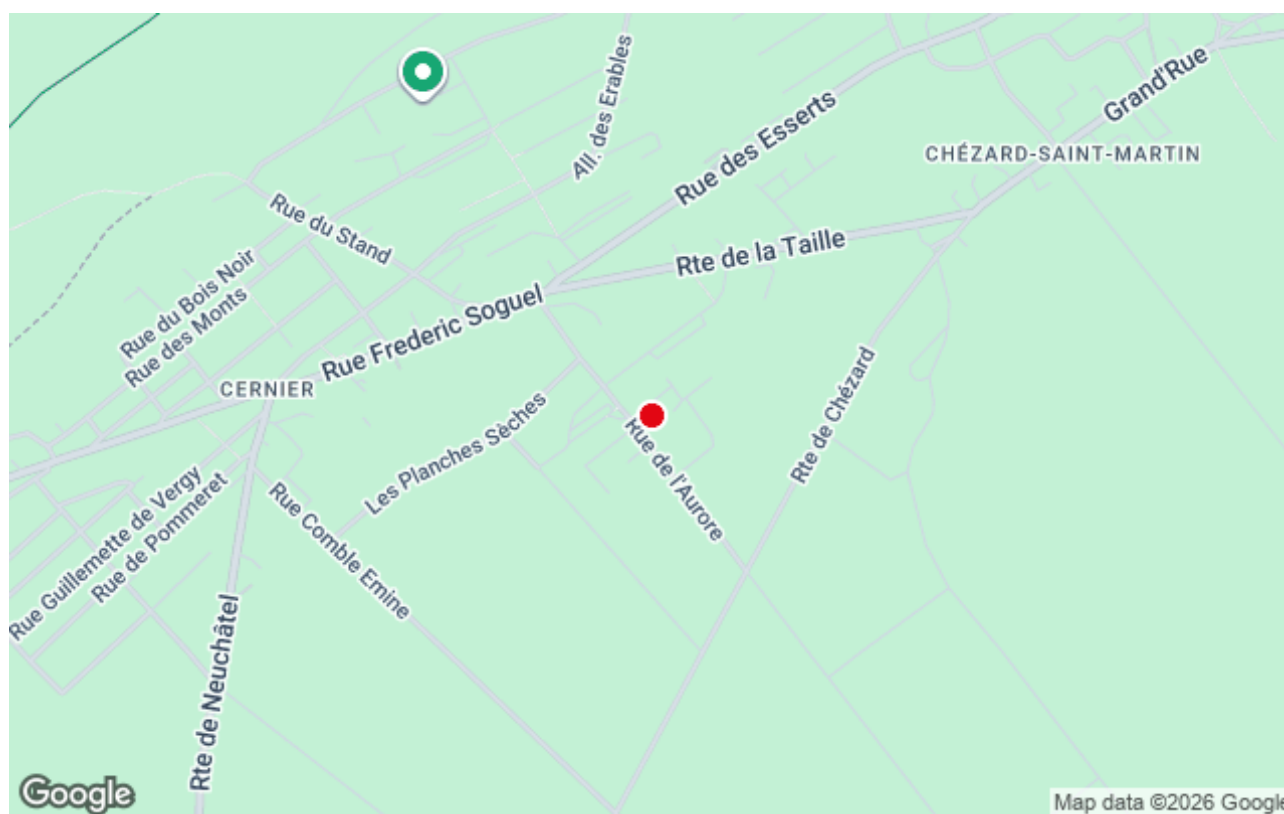 All. des Erables
Rue des Esserts
Grand'Rue
CHÉZARD-SAINT-MARTIN
Rue du Stand
Rte de la Taille
Rue du Bois Noir
Rue des Monts
Rue Frederic Soguel
CERNIER
Rte de Chézard
Les Planches Sèches
Rue de l'Aurore
Rue Guillemette de Vergy
Rue de Pommeret
Rue Comble Emine
Rte de Neuchâtel
Google
Map data ©2026 Google